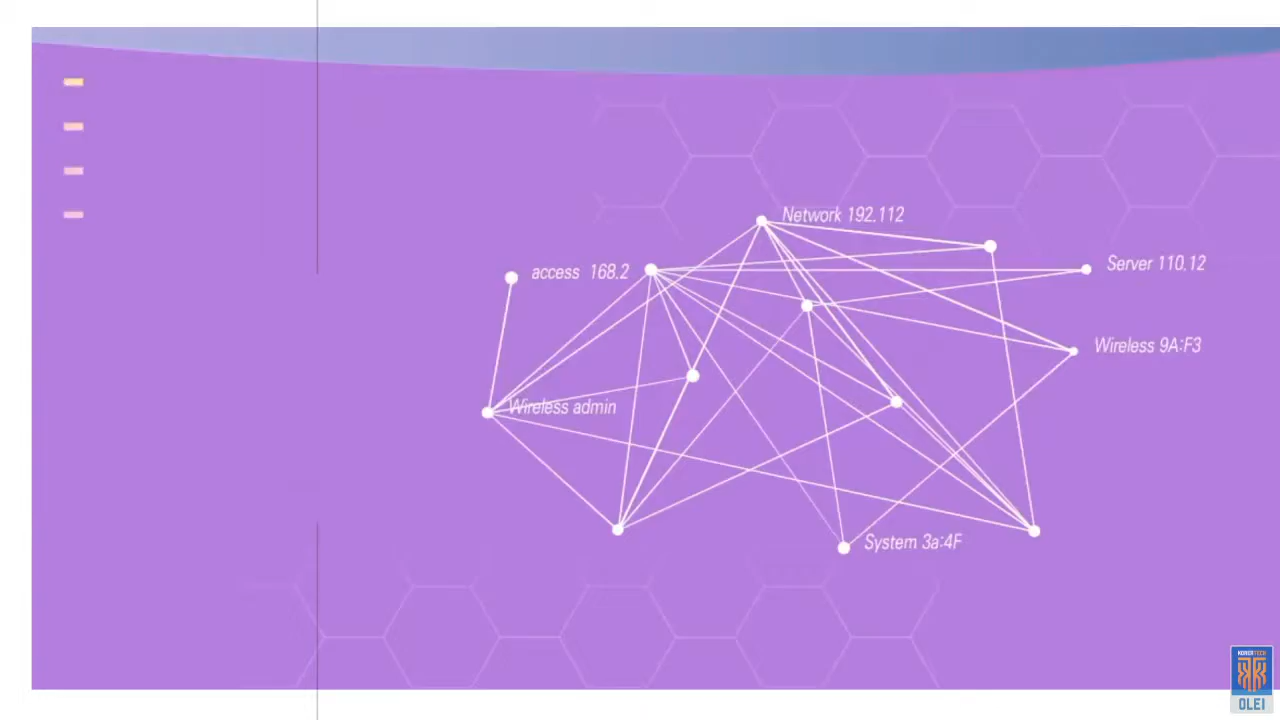 Network 192.112
access 168.2
Server 110.12
Wireless 9A:F3
Wireless admin
System 3a:4F
OLEI